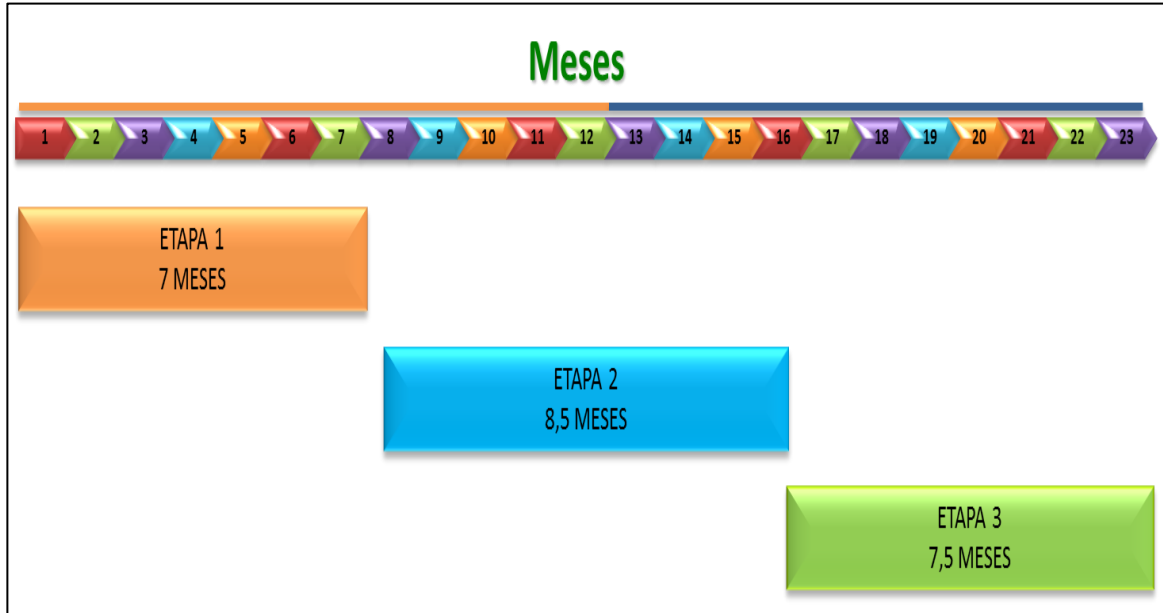 Meses
1 2 3 4 5 6 7 8 9 10 11 12 13 14 15 16 17 18 19 20 21 22 23
ETAPA 1
7 MESES
ETAPA 2
8,5 MESES
ETAPA 3
7,5 MESES